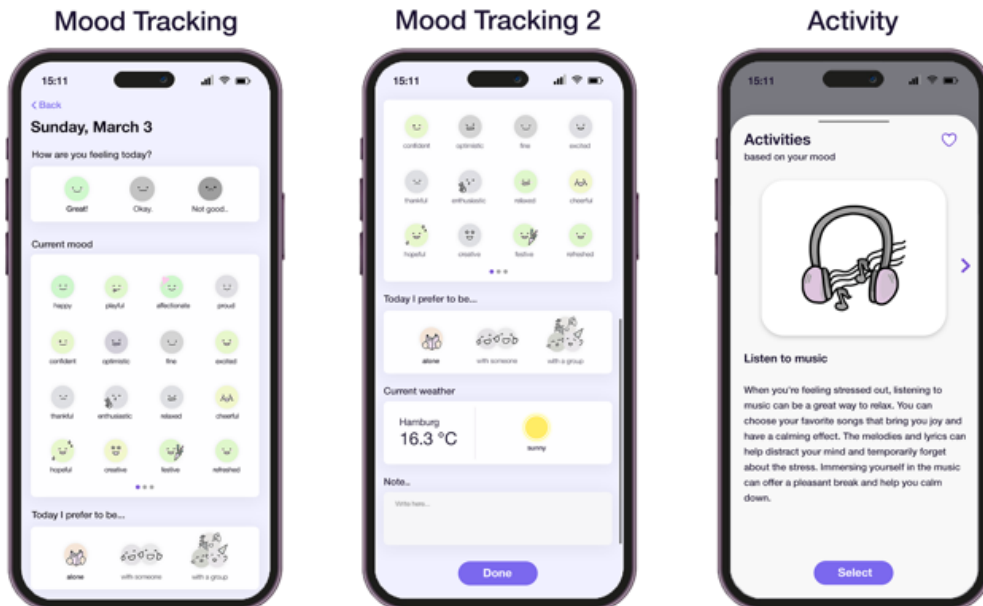 Mood Tracking
15:11
< Back
Sunday, March 3
How are you feeling today?
Great! Okay. Not good..
Current mood
happy playful affectionate proud
confident optimistic fine excited
thankful enthusiastic relaxed cheerful
hopeful creative festive refreshed
Today I prefer to be...
alone with someone with a group
Mood Tracking 2
15:11
confident optimistic fine excited
thankful enthusiastic relaxed cheerful
hopeful creative festive refreshed
Today I prefer to be...
alone with someone with a group
Current weather
Hamburg
16.3 °C
sunny
Note..
Write here...
Done
Activity
15:11
Activities
based on your mood
Listen to music
When you're feeling stressed out, listening to
music can be a great way to relax. You can
choose your favorite songs that bring you joy and
have a calming effect. The melodies and lyrics can
help distract your mind and temporarily forget
about the stress. Immersing yourself in the music
can offer a pleasant break and help you calm
down.
Select